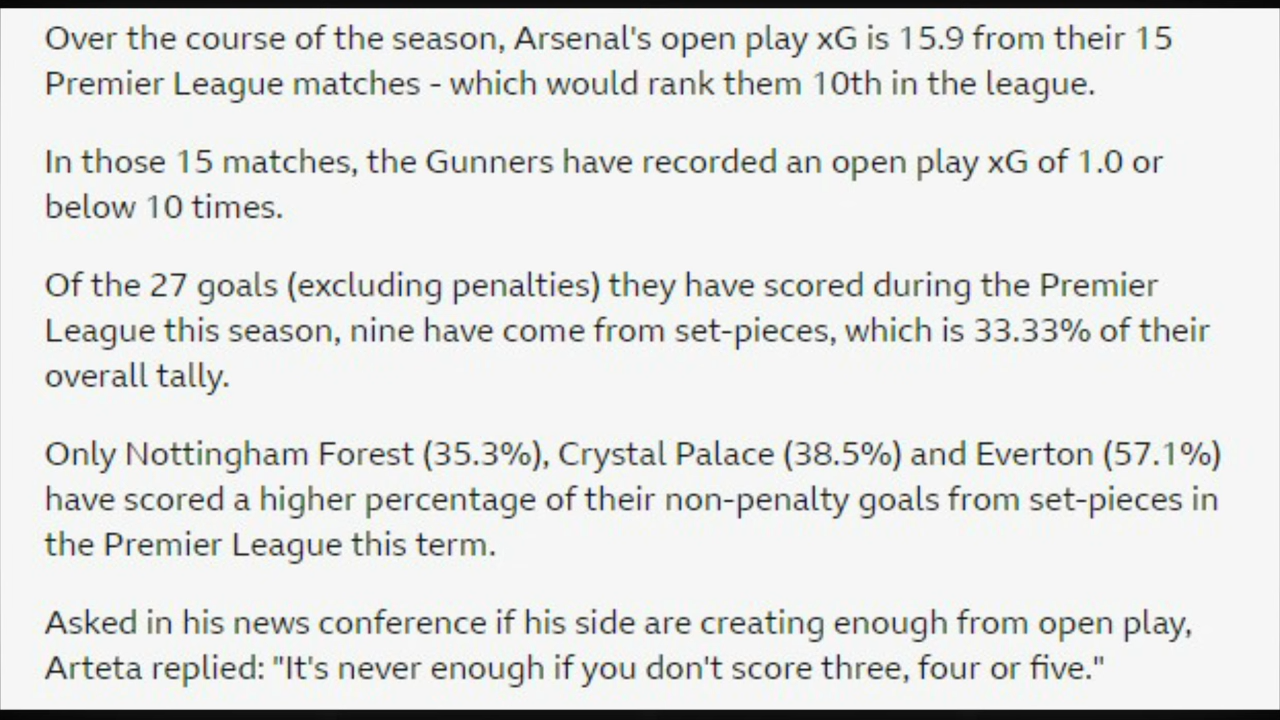 Over the course of the season, Arsenal's open play xG is 15.9 from their 15
Premier League matches - which would rank them 10th in the league.
In those 15 matches, the Gunners have recorded an open play xG of 1.0 or
below 10 times.
Of the 27 goals (excluding penalties) they have scored during the Premier
League this season, nine have come from set-pieces, which is 33.33% of their
overall tally.
Only Nottingham Forest (35.3%), Crystal Palace (38.5%) and Everton (57.1%)
have scored a higher percentage of their non-penalty goals from set-pieces in
the Premier League this term.
Asked in his news conference if his side are creating enough from open play,
Arteta replied: "It's never enough if you don't score three, four or five."